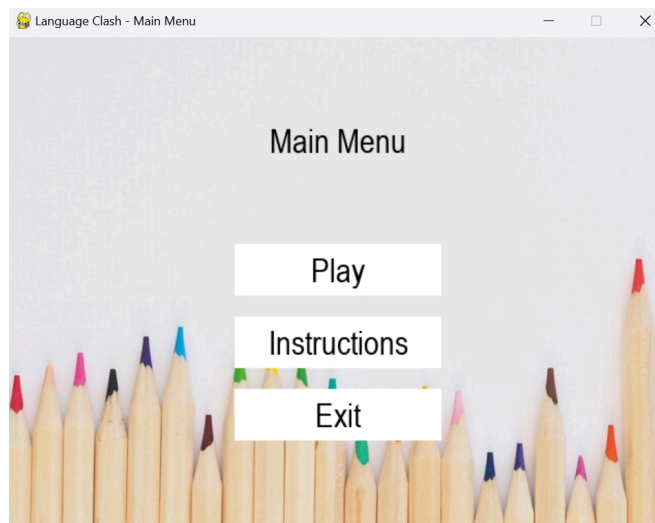 Language Clash - Main Menu
Main Menu
Play
Instructions
Exit